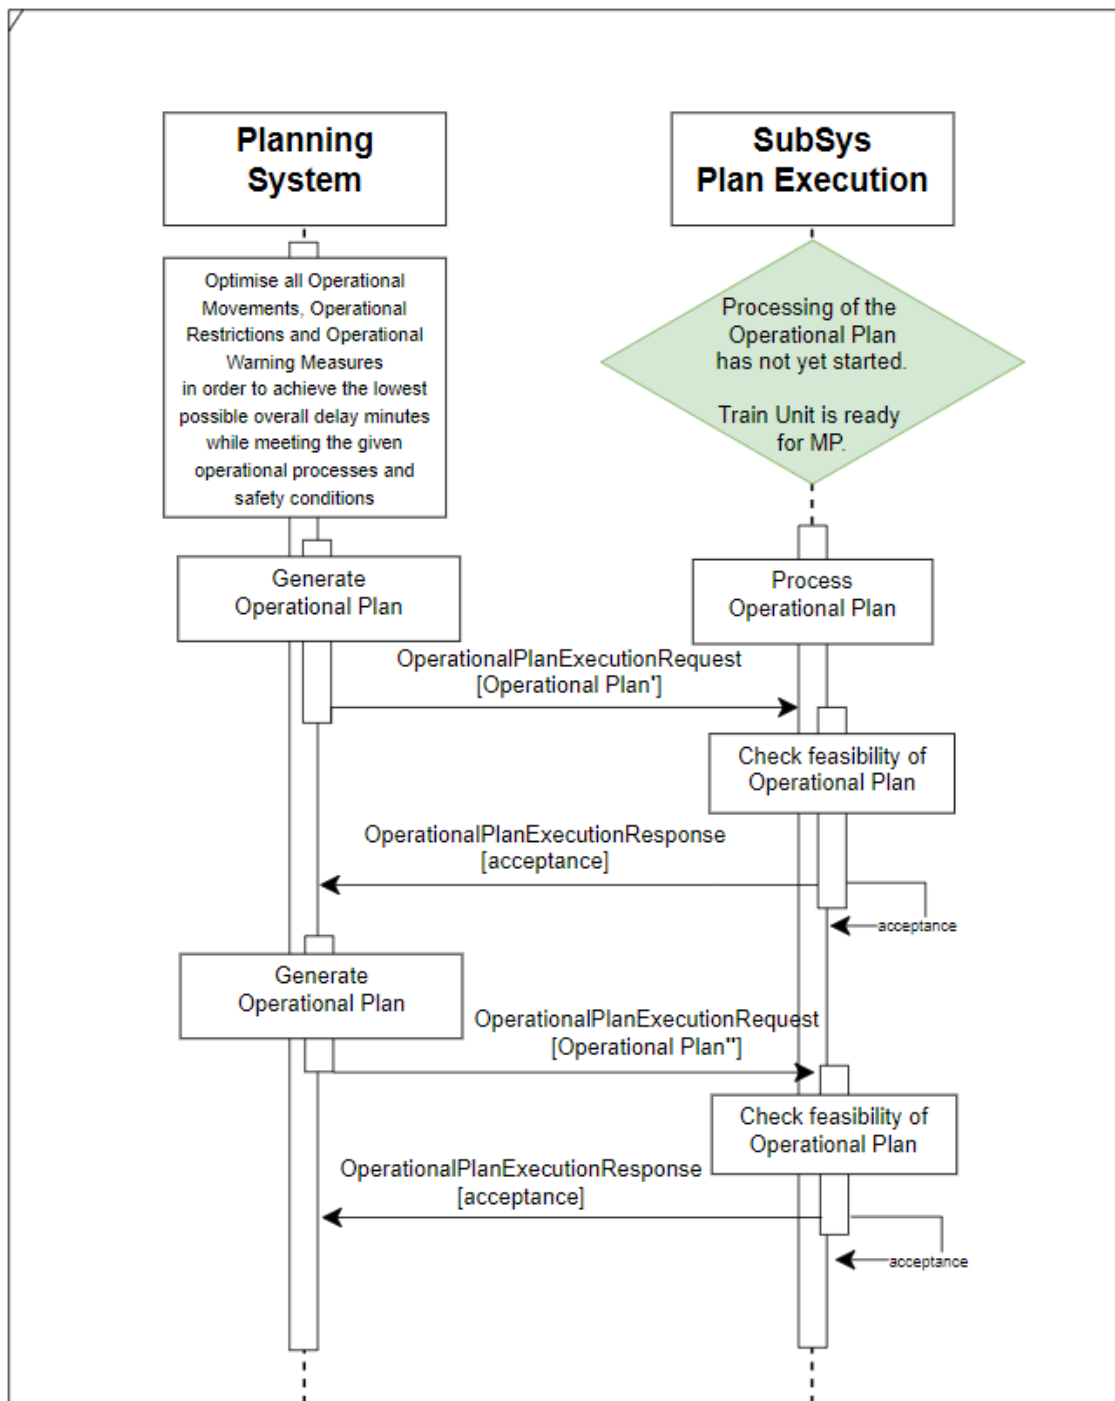 Planning
System
SubSys
Plan Execution
Optimise all Operational
Movements, Operational
Restrictions and Operational
Warning Measures
in order to achieve the lowest
possible overall delay minutes
while meeting the given
operational processes and
safety conditions
Processing of the
Operational Plan
has not yet started.
Train Unit is ready
for MP.
Generate
Operational Plan
Process
Operational Plan
OperationalPlanExecutionRequest
[Operational Plan']
Check feasibility of
Operational Plan
OperationalPlanExecutionResponse
[acceptance]
acceptance
Generate
Operational Plan
OperationalPlanExecutionRequest
[Operational Plan"]
Check feasibility of
Operational Plan
OperationalPlanExecutionResponse
[acceptance]
acceptance